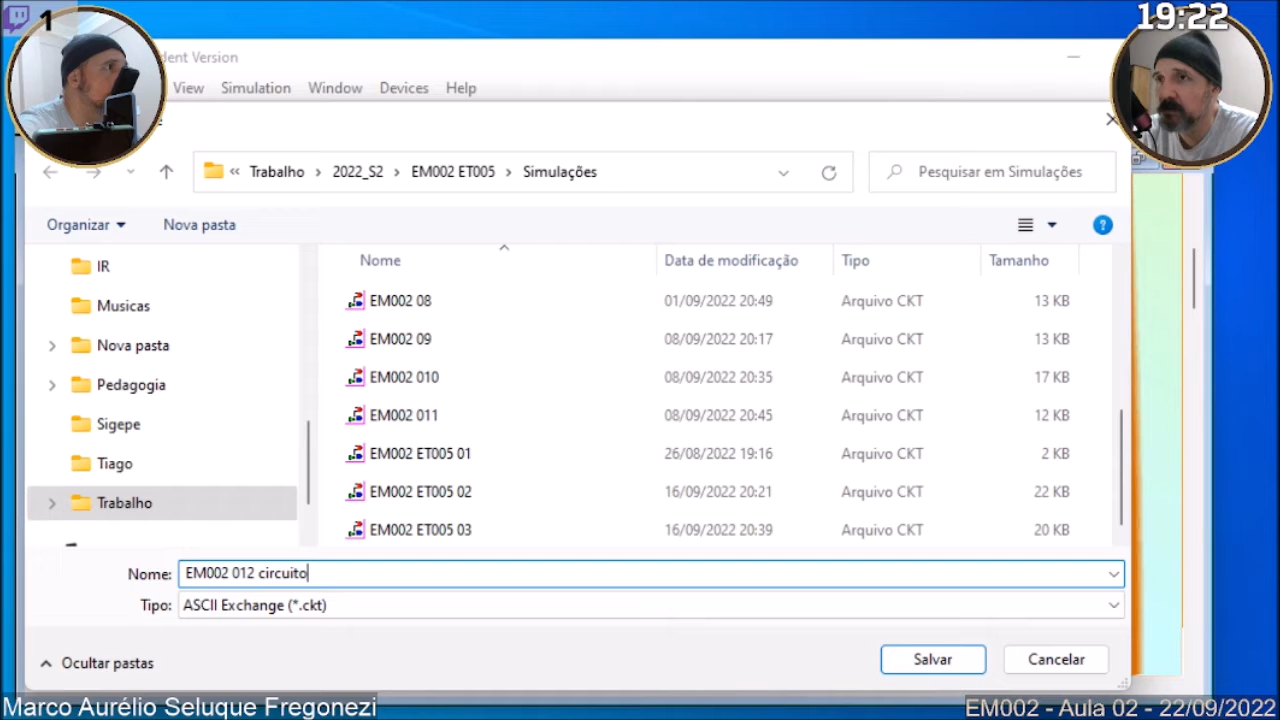 1
19:22
dent Version
View Simulation Window Devices Help
« Trabalho › 2022_S2 › EM002 ET005 › Simulações
Pesquisar em Simulações
Organizar Nova pasta
IR
Musicas
Nova pasta
Pedagogia
Sigepe
Tiago
Trabalho
Nome Data de modificação Tipo Tamanho
EM002 08 01/09/2022 20:49 Arquivo CKT 13 KB
EM002 09 08/09/2022 20:17 Arquivo CKT 13 KB
EM002 010 08/09/2022 20:35 Arquivo CKT 17 KB
EM002 011 08/09/2022 20:45 Arquivo CKT 12 KB
EM002 ET005 01 26/08/2022 19:16 Arquivo CKT 2 KB
EM002 ET005 02 16/09/2022 20:21 Arquivo CKT 22 KB
EM002 ET005 03 16/09/2022 20:39 Arquivo CKT 20 KB
Nome: EM002 012 circuito
Tipo: ASCII Exchange (*.ckt)
Ocultar pastas
Salvar Cancelar
Marco Aurélio Seluque Fregonezi
EM002 - Aula 02 - 22/09/2022